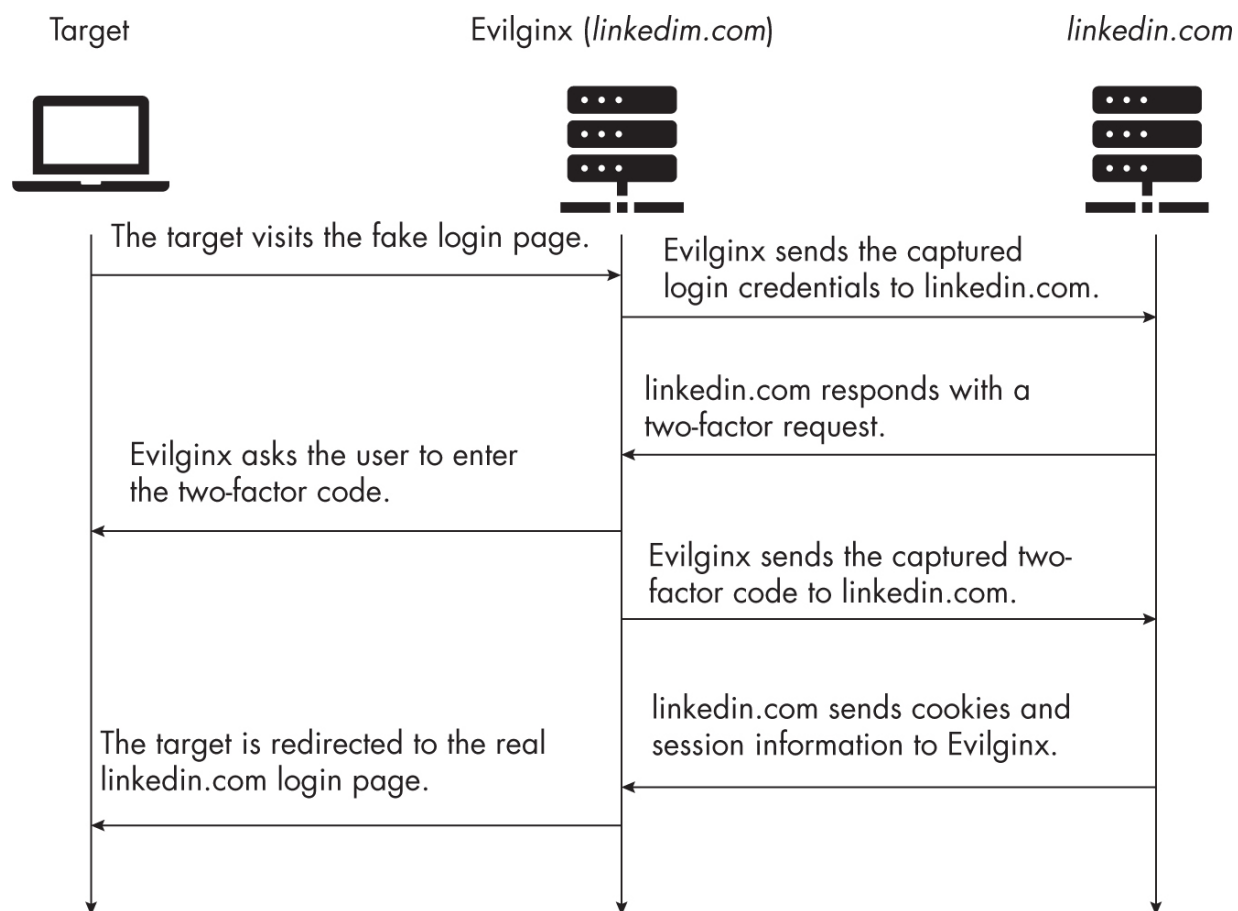 Target
Evilginx (linkedim.com)
linkedin.com
The target visits the fake login page.
Evilginx sends the captured
login credentials to linkedin.com.
linkedin.com responds with a
two-factor request.
Evilginx asks the user to enter
the two-factor code.
Evilginx sends the captured two-
factor code to linkedin.com.
linkedin.com sends cookies and
session information to Evilginx.
The target is redirected to the real
linkedin.com login page.